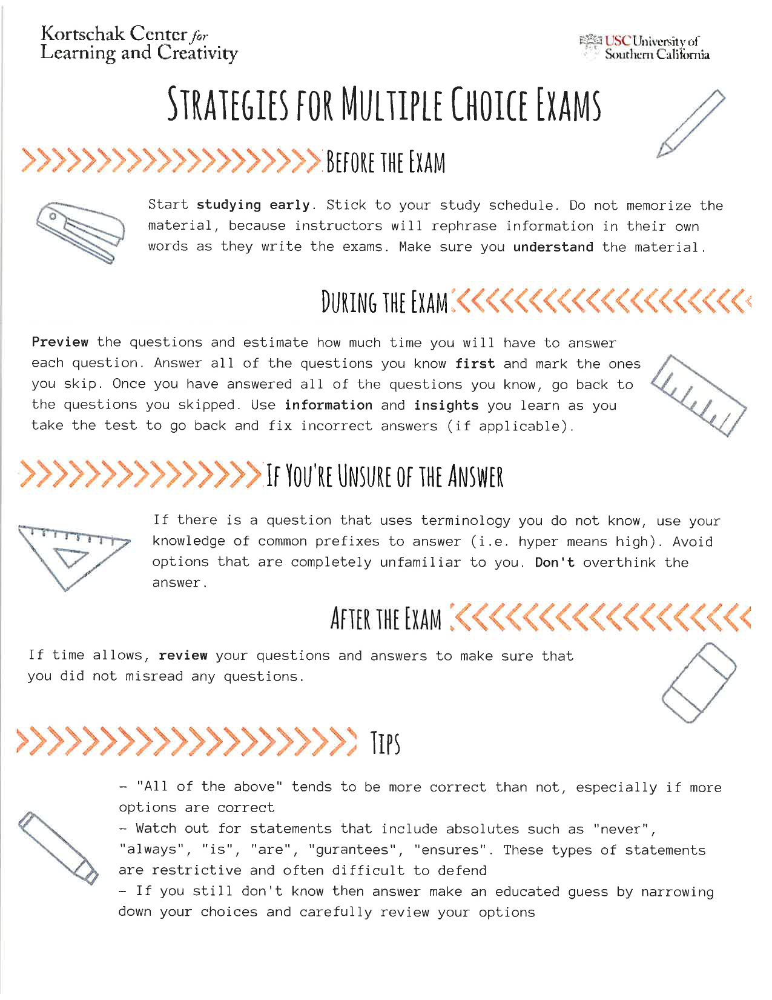 Kortschak Center for
Learning and Creativity
USC University of
Southern California
STRATEGIES FOR MULTIPLE CHOICE EXAMS
BEFORE THE EXAM
Start studying early. Stick to your study schedule. Do not memorize the
material, because instructors will rephrase information in their own
words as they write the exams. Make sure you understand the material.
DURING THE EXAM
Preview the questions and estimate how much time you will have to answer
each question. Answer all of the questions you know first and mark the ones
you skip. Once you have answered all of the questions you know, go back to
the questions you skipped. Use information and insights you learn as you
take the test to go back and fix incorrect answers (if applicable).
IF YOU'RE UNSURE OF THE ANSWER
If there is a question that uses terminology you do not know, use your
knowledge of common prefixes to answer (i.e. hyper means high). Avoid
options that are completely unfamiliar to you. Don't overthink the
answer.
AFTER THE EXAM
If time allows, review your questions and answers to make sure that
you did not misread any questions.
TIPS
– "All of the above" tends to be more correct than not, especially if more
options are correct
– Watch out for statements that include absolutes such as "never",
"always", "is", "are", "gurantees", "ensures". These types of statements
are restrictive and often difficult to defend
– If you still don't know then answer make an educated guess by narrowing
down your choices and carefully review your options